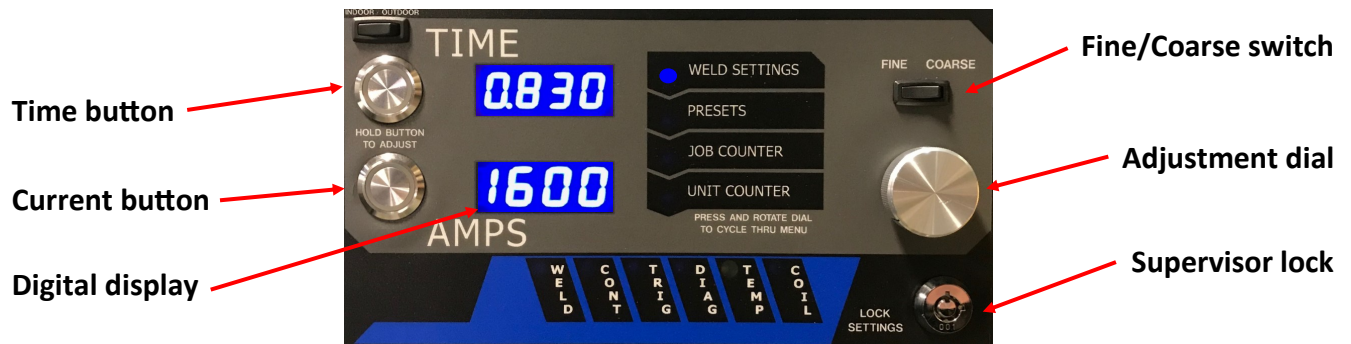 INDOOR / OUTDOOR
TIME
0.830
Time button
HOLD BUTTON
TO ADJUST
Current button
1600
AMPS
Digital display
WELD SETTINGS
PRESETS
JOB COUNTER
UNIT COUNTER
PRESS AND ROTATE DIAL
TO CYCLE THRU MENU
FINE COARSE
Fine/Coarse switch
Adjustment dial
Supervisor lock
WELD
CONT
TRIG
DIAG
TEMP
COIL
LOCK
SETTINGS
001